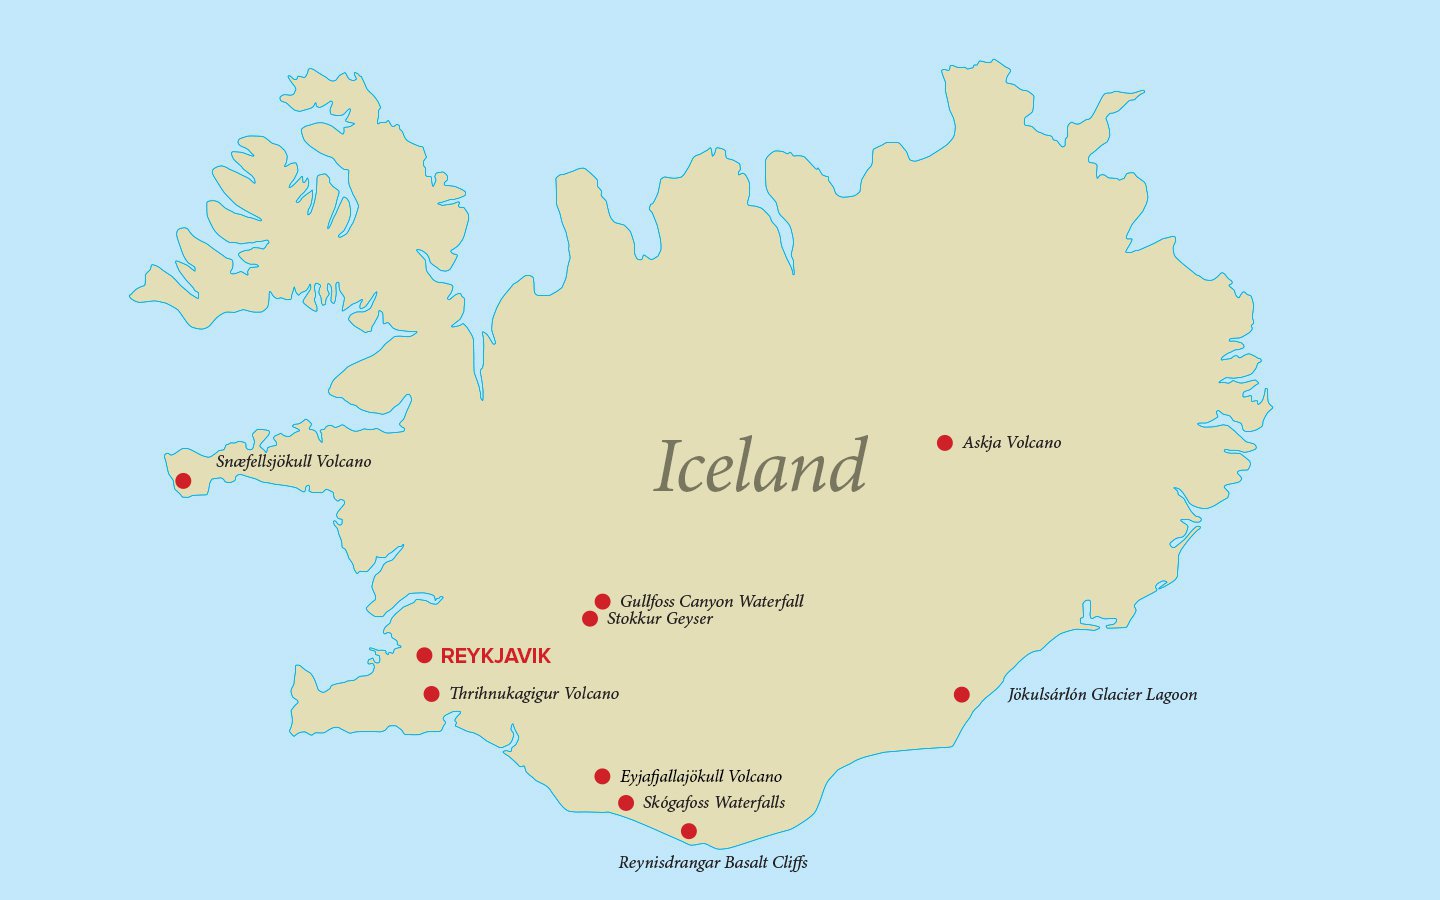 Iceland
Askja Volcano
Snæfellsjökull Volcano
Gullfoss Canyon Waterfall
Stokkur Geyser
REYKJAVIK
Thrihnukagigur Volcano
Jökulsárlón Glacier Lagoon
Eyjafjallajökull Volcano
Skógafoss Waterfalls
Reynisdrangar Basalt Cliffs